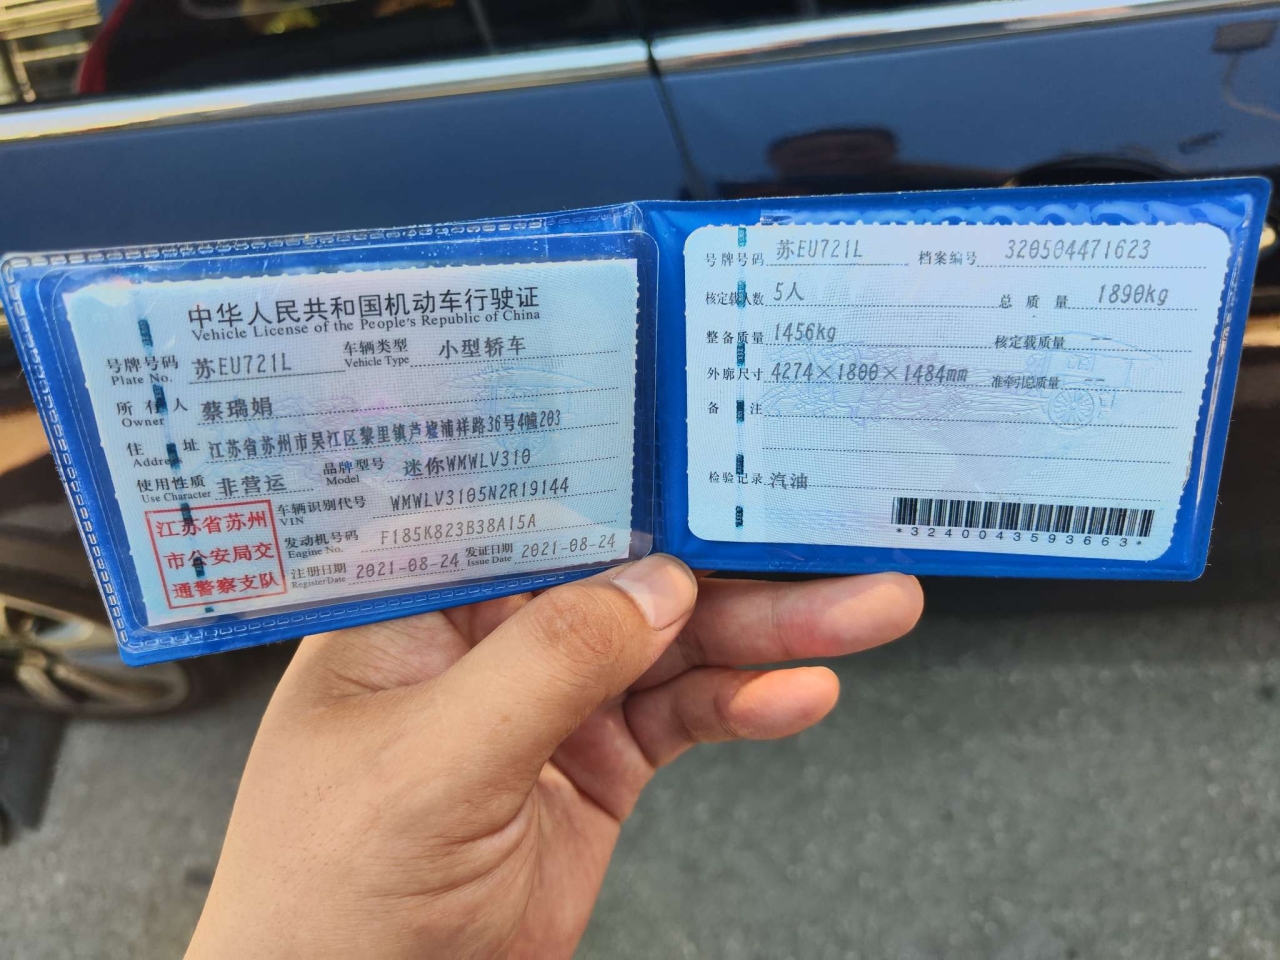 中华人民共和国机动车行驶证
Vehicle License of the People's Republic of China
号牌号码 Plate No. 苏EU721L 车辆类型 Vehicle Type 小型轿车
所有人 Owner 蔡瑞娟
住址 Address 江苏省苏州市吴江区黎里镇芦墟浦祥路36号4幢203
使用性质 Use Character 非营运 品牌型号 Model 迷你WMWLV310
车辆识别代号 VIN WMWLV3105N2R19144
发动机号码 Engine No. F185K823B38A15A
注册日期 Register Date 2021-08-24 发证日期 Issue Date 2021-08-24
江苏省苏州
市公安局交
通警察支队
号牌号码 苏EU721L 档案编号 320504471623
核定载人数 5人 总质量 1890kg
整备质量 1456kg 核定载质量 --
外廓尺寸 4274×1800×1484mm 准牵引总质量 --
备注
检验记录 汽油
*3240043593663*